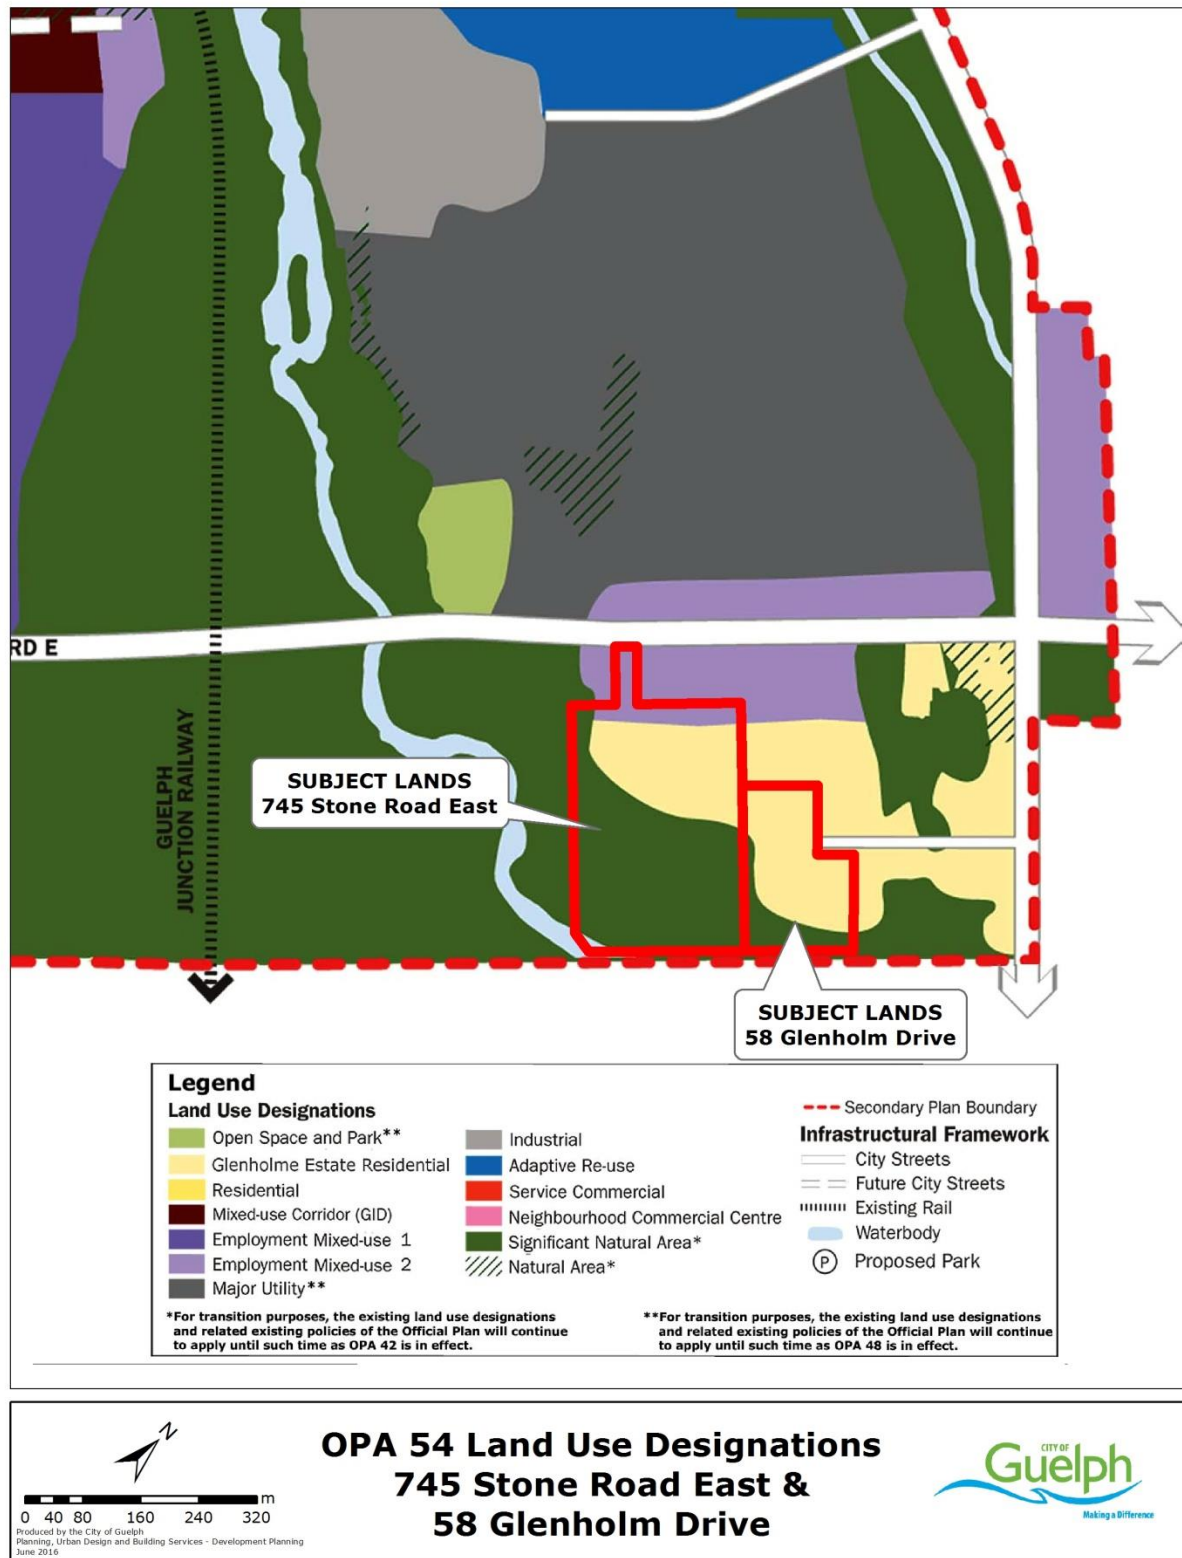 RD E
GUELPH
JUNCTION RAILWAY
SUBJECT LANDS
745 Stone Road East
SUBJECT LANDS
58 Glenholm Drive
Legend
Land Use Designations
Open Space and Park**
Glenholme Estate Residential
Residential
Mixed-use Corridor (GID)
Employment Mixed-use 1
Employment Mixed-use 2
Major Utility**
Industrial
Adaptive Re-use
Service Commercial
Neighbourhood Commercial Centre
Significant Natural Area*
Natural Area*
Secondary Plan Boundary
Infrastructural Framework
City Streets
Future City Streets
Existing Rail
Waterbody
P Proposed Park
*For transition purposes, the existing land use designations
and related existing policies of the Official Plan will continue
to apply until such time as OPA 42 is in effect.
**For transition purposes, the existing land use designations
and related existing policies of the Official Plan will continue
to apply until such time as OPA 48 is in effect.
N
m
0 40 80 160 240 320
Produced by the City of Guelph
Planning, Urban Design and Building Services - Development Planning
June 2016
OPA 54 Land Use Designations
745 Stone Road East &
58 Glenholm Drive
CITY OF
Guelph
Making a Difference